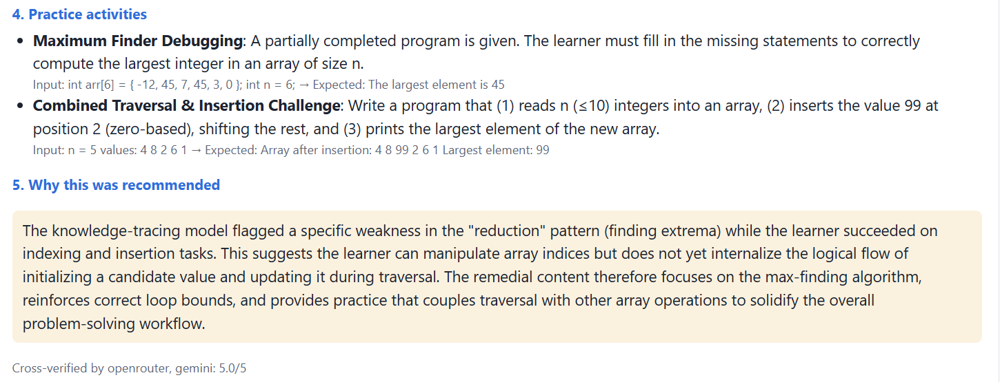 4. Practice activities
• Maximum Finder Debugging: A partially completed program is given. The learner must fill in the missing statements to correctly
compute the largest integer in an array of size n.
Input: int arr[6] = { -12, 45, 7, 45, 3, 0 }; int n = 6; → Expected: The largest element is 45
• Combined Traversal & Insertion Challenge: Write a program that (1) reads n (≤10) integers into an array, (2) inserts the value 99 at
position 2 (zero-based), shifting the rest, and (3) prints the largest element of the new array.
Input: n = 5 values: 4 8 2 6 1 → Expected: Array after insertion: 4 8 99 2 6 1 Largest element: 99
5. Why this was recommended
The knowledge-tracing model flagged a specific weakness in the "reduction" pattern (finding extrema) while the learner succeeded on
indexing and insertion tasks. This suggests the learner can manipulate array indices but does not yet internalize the logical flow of
initializing a candidate value and updating it during traversal. The remedial content therefore focuses on the max-finding algorithm,
reinforces correct loop bounds, and provides practice that couples traversal with other array operations to solidify the overall
problem-solving workflow.
Cross-verified by openrouter, gemini: 5.0/5